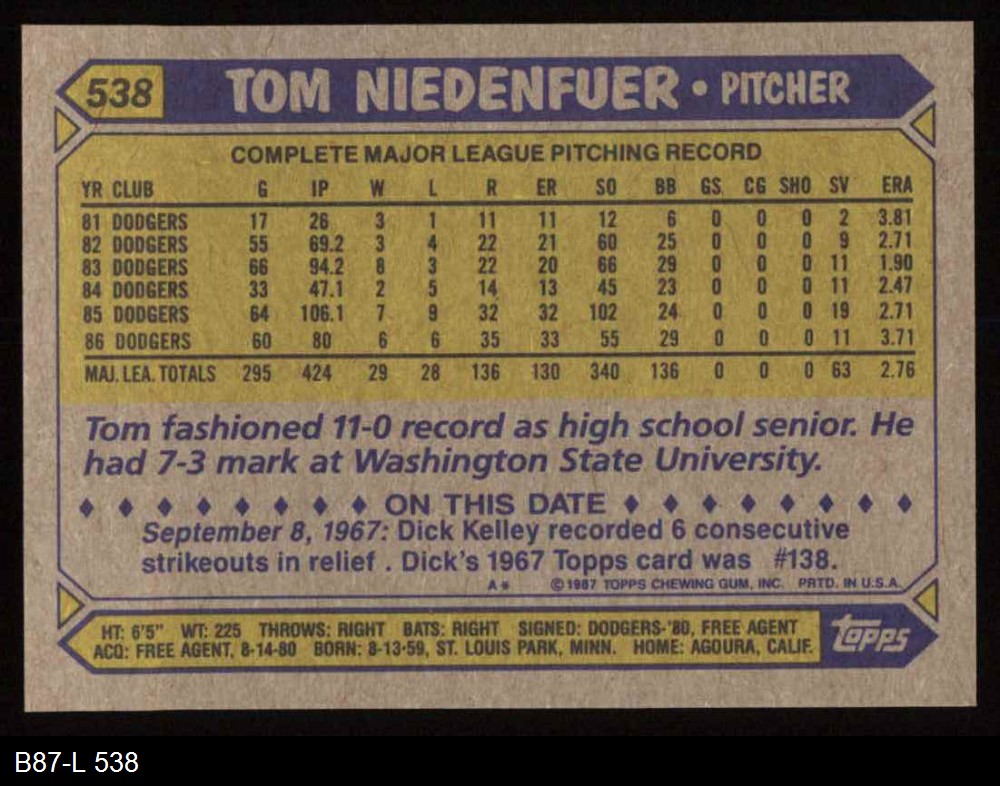 538 TOM NIEDENFUER • PITCHER
COMPLETE MAJOR LEAGUE PITCHING RECORD
YR CLUB G IP W L R ER SO BB GS CG SHO SV ERA
81 DODGERS 17 26 3 1 11 11 12 6 0 0 0 2 3.81
82 DODGERS 55 69.2 3 4 22 21 60 25 0 0 0 9 2.71
83 DODGERS 66 94.2 8 3 22 20 66 29 0 0 0 11 1.90
84 DODGERS 33 47.1 2 5 14 13 45 23 0 0 0 11 2.47
85 DODGERS 64 106.1 7 9 32 32 102 24 0 0 0 19 2.71
86 DODGERS 60 80 6 6 35 33 55 29 0 0 0 11 3.71
MAJ. LEA. TOTALS 295 424 29 28 136 130 340 136 0 0 0 63 2.76
Tom fashioned 11-0 record as high school senior. He
had 7-3 mark at Washington State University.
♦ ♦ ♦ ♦ ♦ ♦ ♦ ♦ ON THIS DATE ♦ ♦ ♦ ♦ ♦ ♦ ♦ ♦
September 8, 1967: Dick Kelley recorded 6 consecutive
strikeouts in relief . Dick's 1967 Topps card was #138.
A* ©1987 TOPPS CHEWING GUM, INC. PRTD. IN U.S.A.
HT: 6'5" WT: 225 THROWS: RIGHT BATS: RIGHT SIGNED: DODGERS-'80, FREE AGENT
ACQ: FREE AGENT, 8-14-80 BORN: 8-13-59, ST. LOUIS PARK, MINN. HOME: AGOURA, CALIF.
topps
B87-L 538